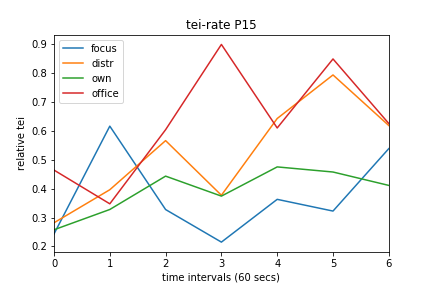 tei-rate P15
focus
distr
own
office
relative tei
0.9
0.8
0.7
0.6
0.5
0.4
0.3
0.2
0 1 2 3 4 5 6
time intervals (60 secs)